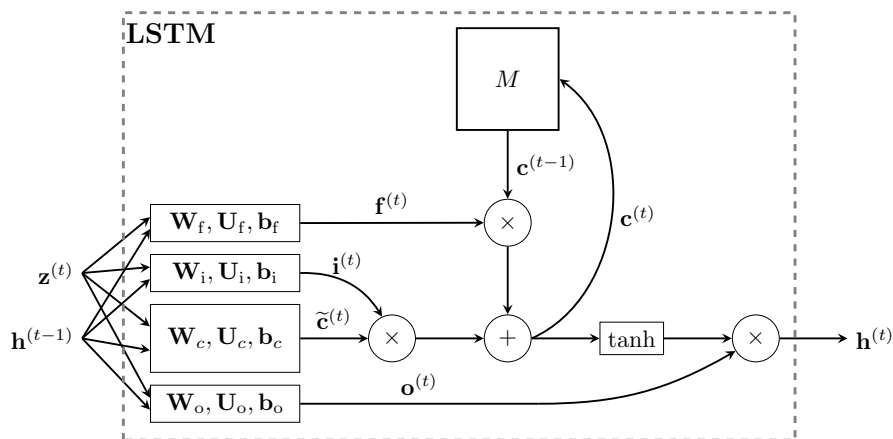 LSTM
M
c^(t−1)
f^(t)
W_f, U_f, b_f
×
c^(t)
z^(t)
W_i, U_i, b_i
i^(t)
h^(t−1)
W_c, U_c, b_c
c̃^(t)
×
+
tanh
×
h^(t)
W_o, U_o, b_o
o^(t)